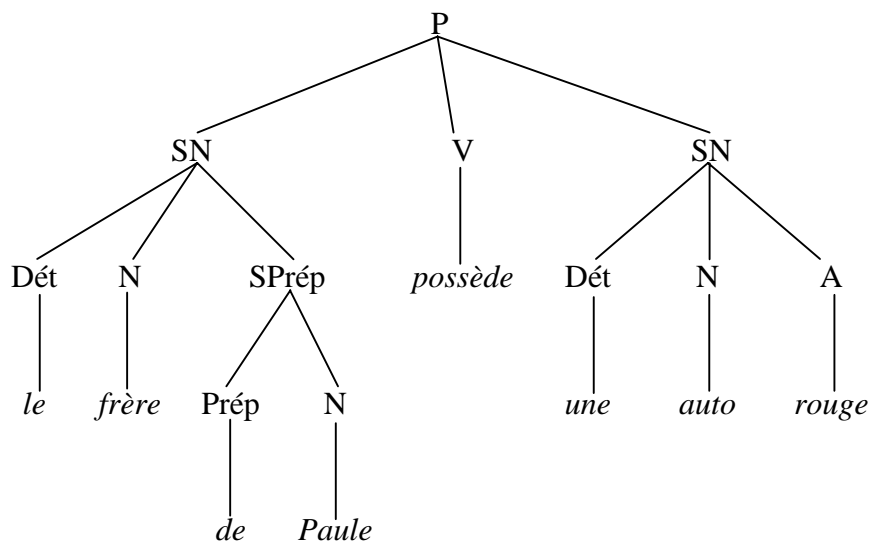 P
SN V SN
Dét N SPrép possède Dét N A
le frère Prép N une auto rouge
de Paule